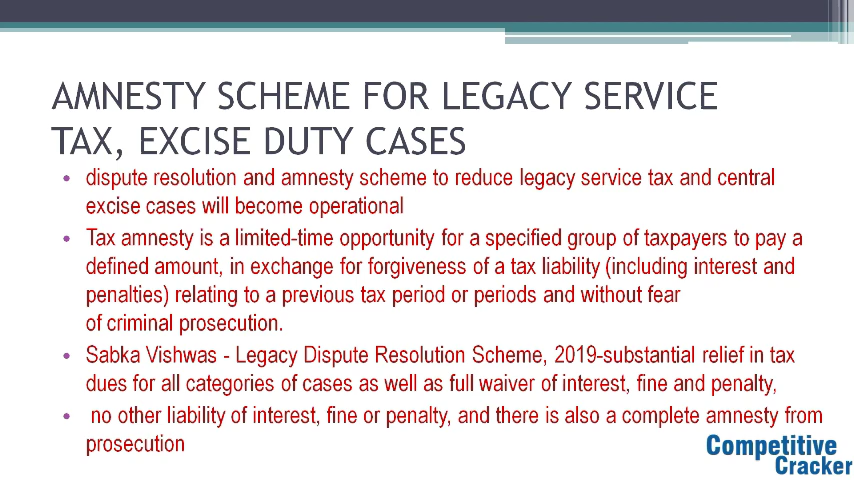 AMNESTY SCHEME FOR LEGACY SERVICE
TAX, EXCISE DUTY CASES
• dispute resolution and amnesty scheme to reduce legacy service tax and central
excise cases will become operational
• Tax amnesty is a limited-time opportunity for a specified group of taxpayers to pay a
defined amount, in exchange for forgiveness of a tax liability (including interest and
penalties) relating to a previous tax period or periods and without fear
of criminal prosecution.
• Sabka Vishwas - Legacy Dispute Resolution Scheme, 2019-substantial relief in tax
dues for all categories of cases as well as full waiver of interest, fine and penalty,
• no other liability of interest, fine or penalty, and there is also a complete amnesty from
prosecution
Competitive
Cracker